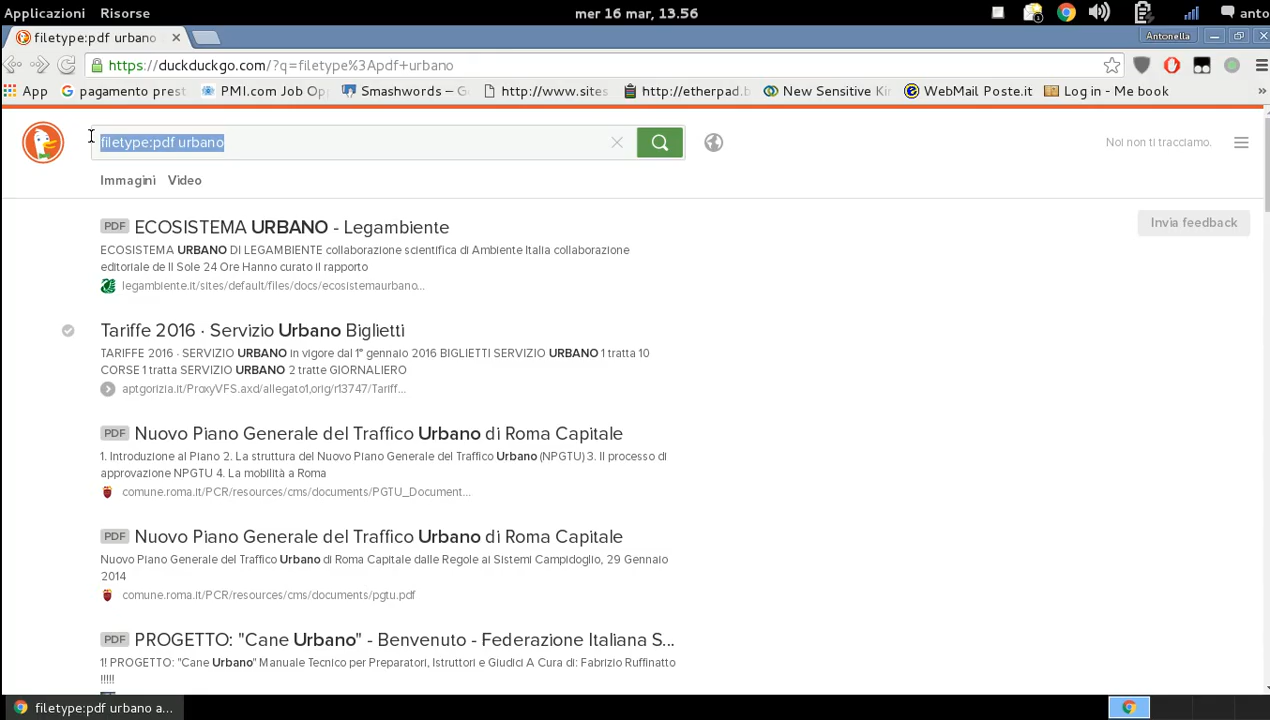 Applicazioni Risorse mer 16 mar, 13.56 anto
filetype:pdf urbano Antonella
https://duckduckgo.com/?q=filetype%3Apdf+urbano
App pagamento prest PMI.com Job Op Smashwords – G http://www.sites http://etherpad.b New Sensitive Kin WebMail Poste.it Log in - Me book »
filetype:pdf urbano Noi non ti tracciamo.
Immagini Video
Invia feedback
PDF ECOSISTEMA URBANO - Legambiente
ECOSISTEMA URBANO DI LEGAMBIENTE collaborazione scientifica di Ambiente Italia collaborazione
editoriale de Il Sole 24 Ore Hanno curato il rapporto
legambiente.it/sites/default/files/docs/ecosistemaurbano...
Tariffe 2016 · Servizio Urbano Biglietti
TARIFFE 2016 · SERVIZIO URBANO in vigore dal 1° gennaio 2016 BIGLIETTI SERVIZIO URBANO 1 tratta 10
CORSE 1 tratta SERVIZIO URBANO 2 tratte GIORNALIERO
aptgorizia.it/ProxyVFS.axd/allegato1,orig/r13747/Tariff...
PDF Nuovo Piano Generale del Traffico Urbano di Roma Capitale
1. Introduzione al Piano 2. La struttura del Nuovo Piano Generale del Traffico Urbano (NPGTU) 3. Il processo di
approvazione NPGTU 4. La mobilità a Roma
comune.roma.it/PCR/resources/cms/documents/PGTU_Document...
PDF Nuovo Piano Generale del Traffico Urbano di Roma Capitale
Nuovo Piano Generale del Traffico Urbano di Roma Capitale dalle Regole ai Sistemi Campidoglio, 29 Gennaio
2014
comune.roma.it/PCR/resources/cms/documents/pgtu.pdf
PDF PROGETTO: "Cane Urbano" - Benvenuto - Federazione Italiana S...
1! PROGETTO: "Cane Urbano" Manuale Tecnico per Preparatori, Istruttori e Giudici A Cura di: Fabrizio Ruffinatto
!!!!!
filetype:pdf urbano a...